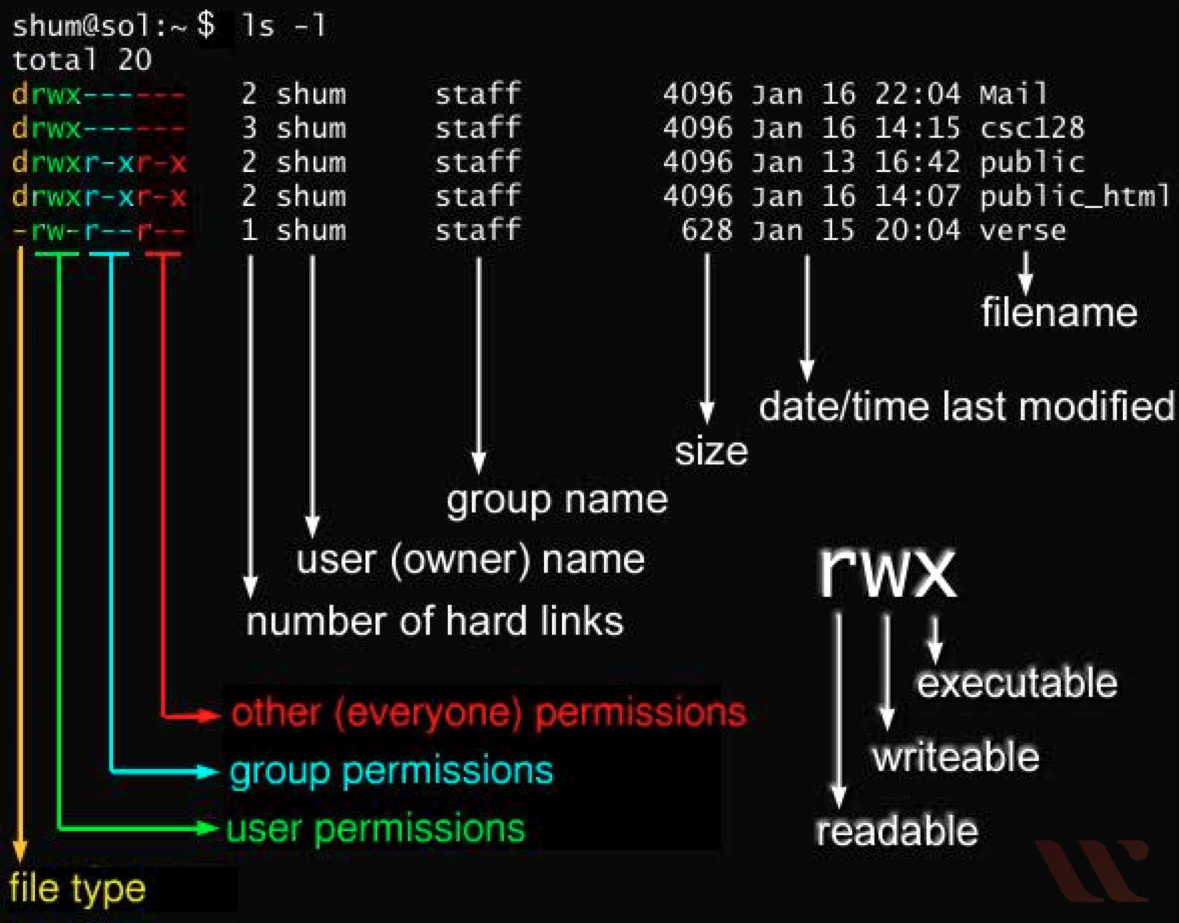 shum@sol:~$ ls -l
total 20
drwx------ 2 shum staff 4096 Jan 16 22:04 Mail
drwx------ 3 shum staff 4096 Jan 16 14:15 csc128
drwxr-xr-x 2 shum staff 4096 Jan 13 16:42 public
drwxr-xr-x 2 shum staff 4096 Jan 16 14:07 public_html
-rw-r--r-- 1 shum staff 628 Jan 15 20:04 verse
filename
date/time last modified
size
group name
user (owner) name
number of hard links
rwx
executable
writeable
readable
other (everyone) permissions
group permissions
user permissions
file type